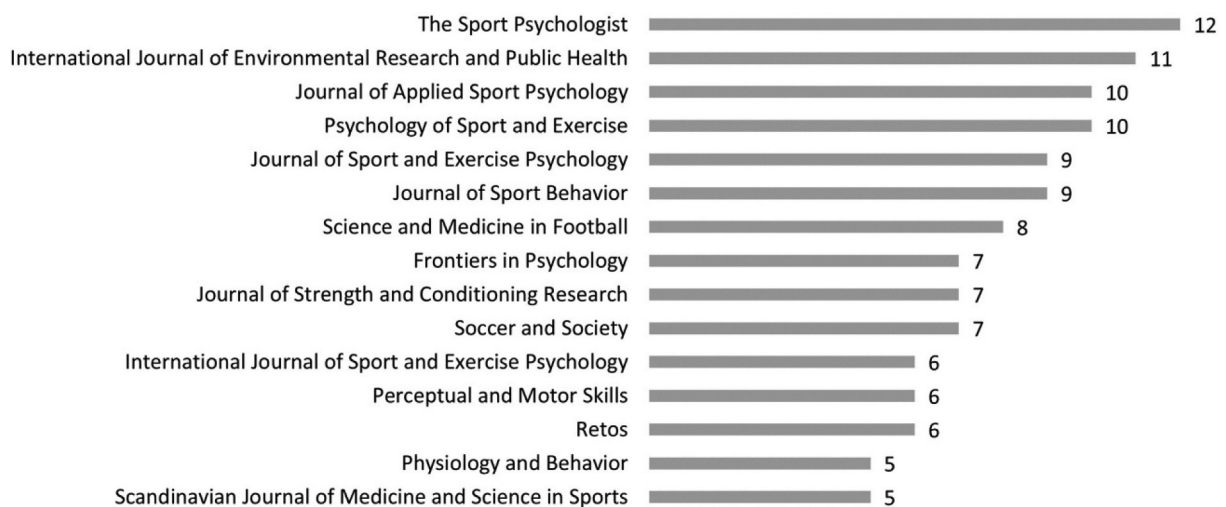 The Sport Psychologist 12
International Journal of Environmental Research and Public Health 11
Journal of Applied Sport Psychology 10
Psychology of Sport and Exercise 10
Journal of Sport and Exercise Psychology 9
Journal of Sport Behavior 9
Science and Medicine in Football 8
Frontiers in Psychology 7
Journal of Strength and Conditioning Research 7
Soccer and Society 7
International Journal of Sport and Exercise Psychology 6
Perceptual and Motor Skills 6
Retos 6
Physiology and Behavior 5
Scandinavian Journal of Medicine and Science in Sports 5